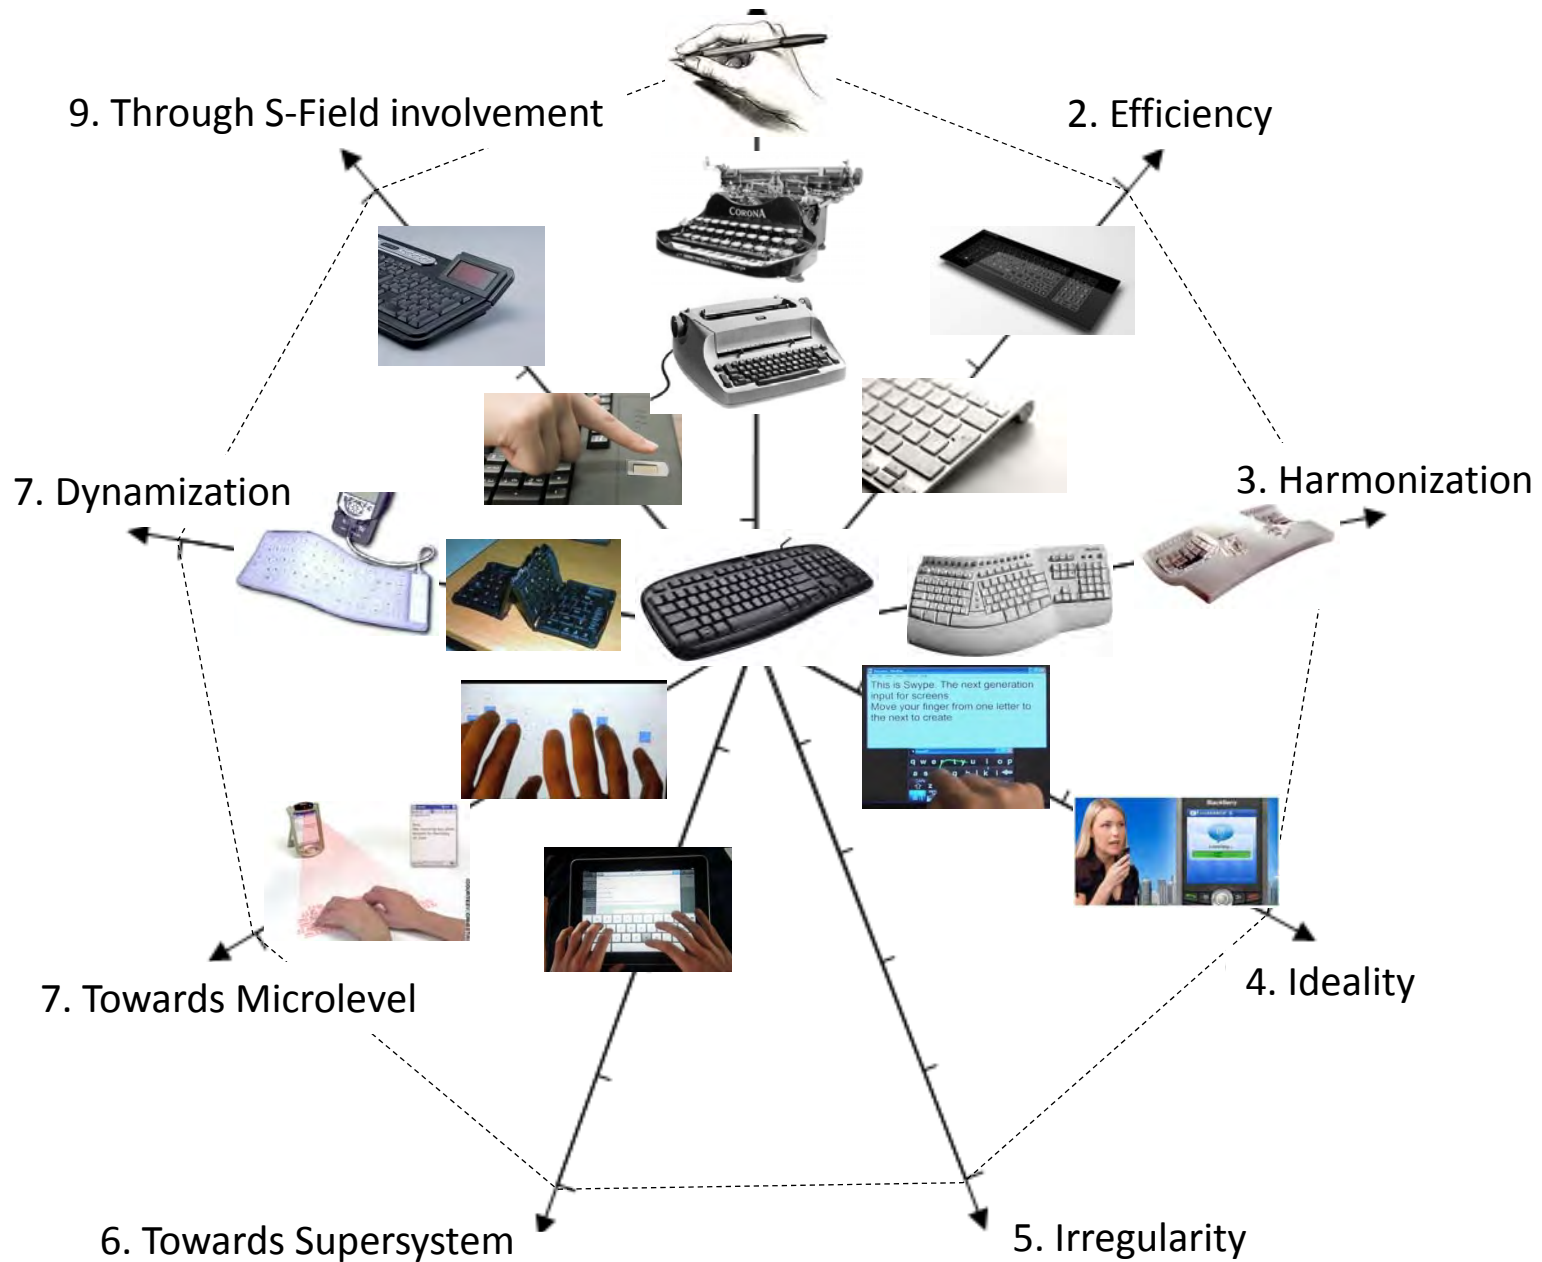 9. Through S-Field involvement
2. Efficiency
CORONA
7. Dynamization
3. Harmonization
This is Swype. The next generation
input for screens
Move your finger from one letter to
the next to create
q w e r t y u i o p
BlackBerry
4. Ideality
7. Towards Microlevel
6. Towards Supersystem
5. Irregularity